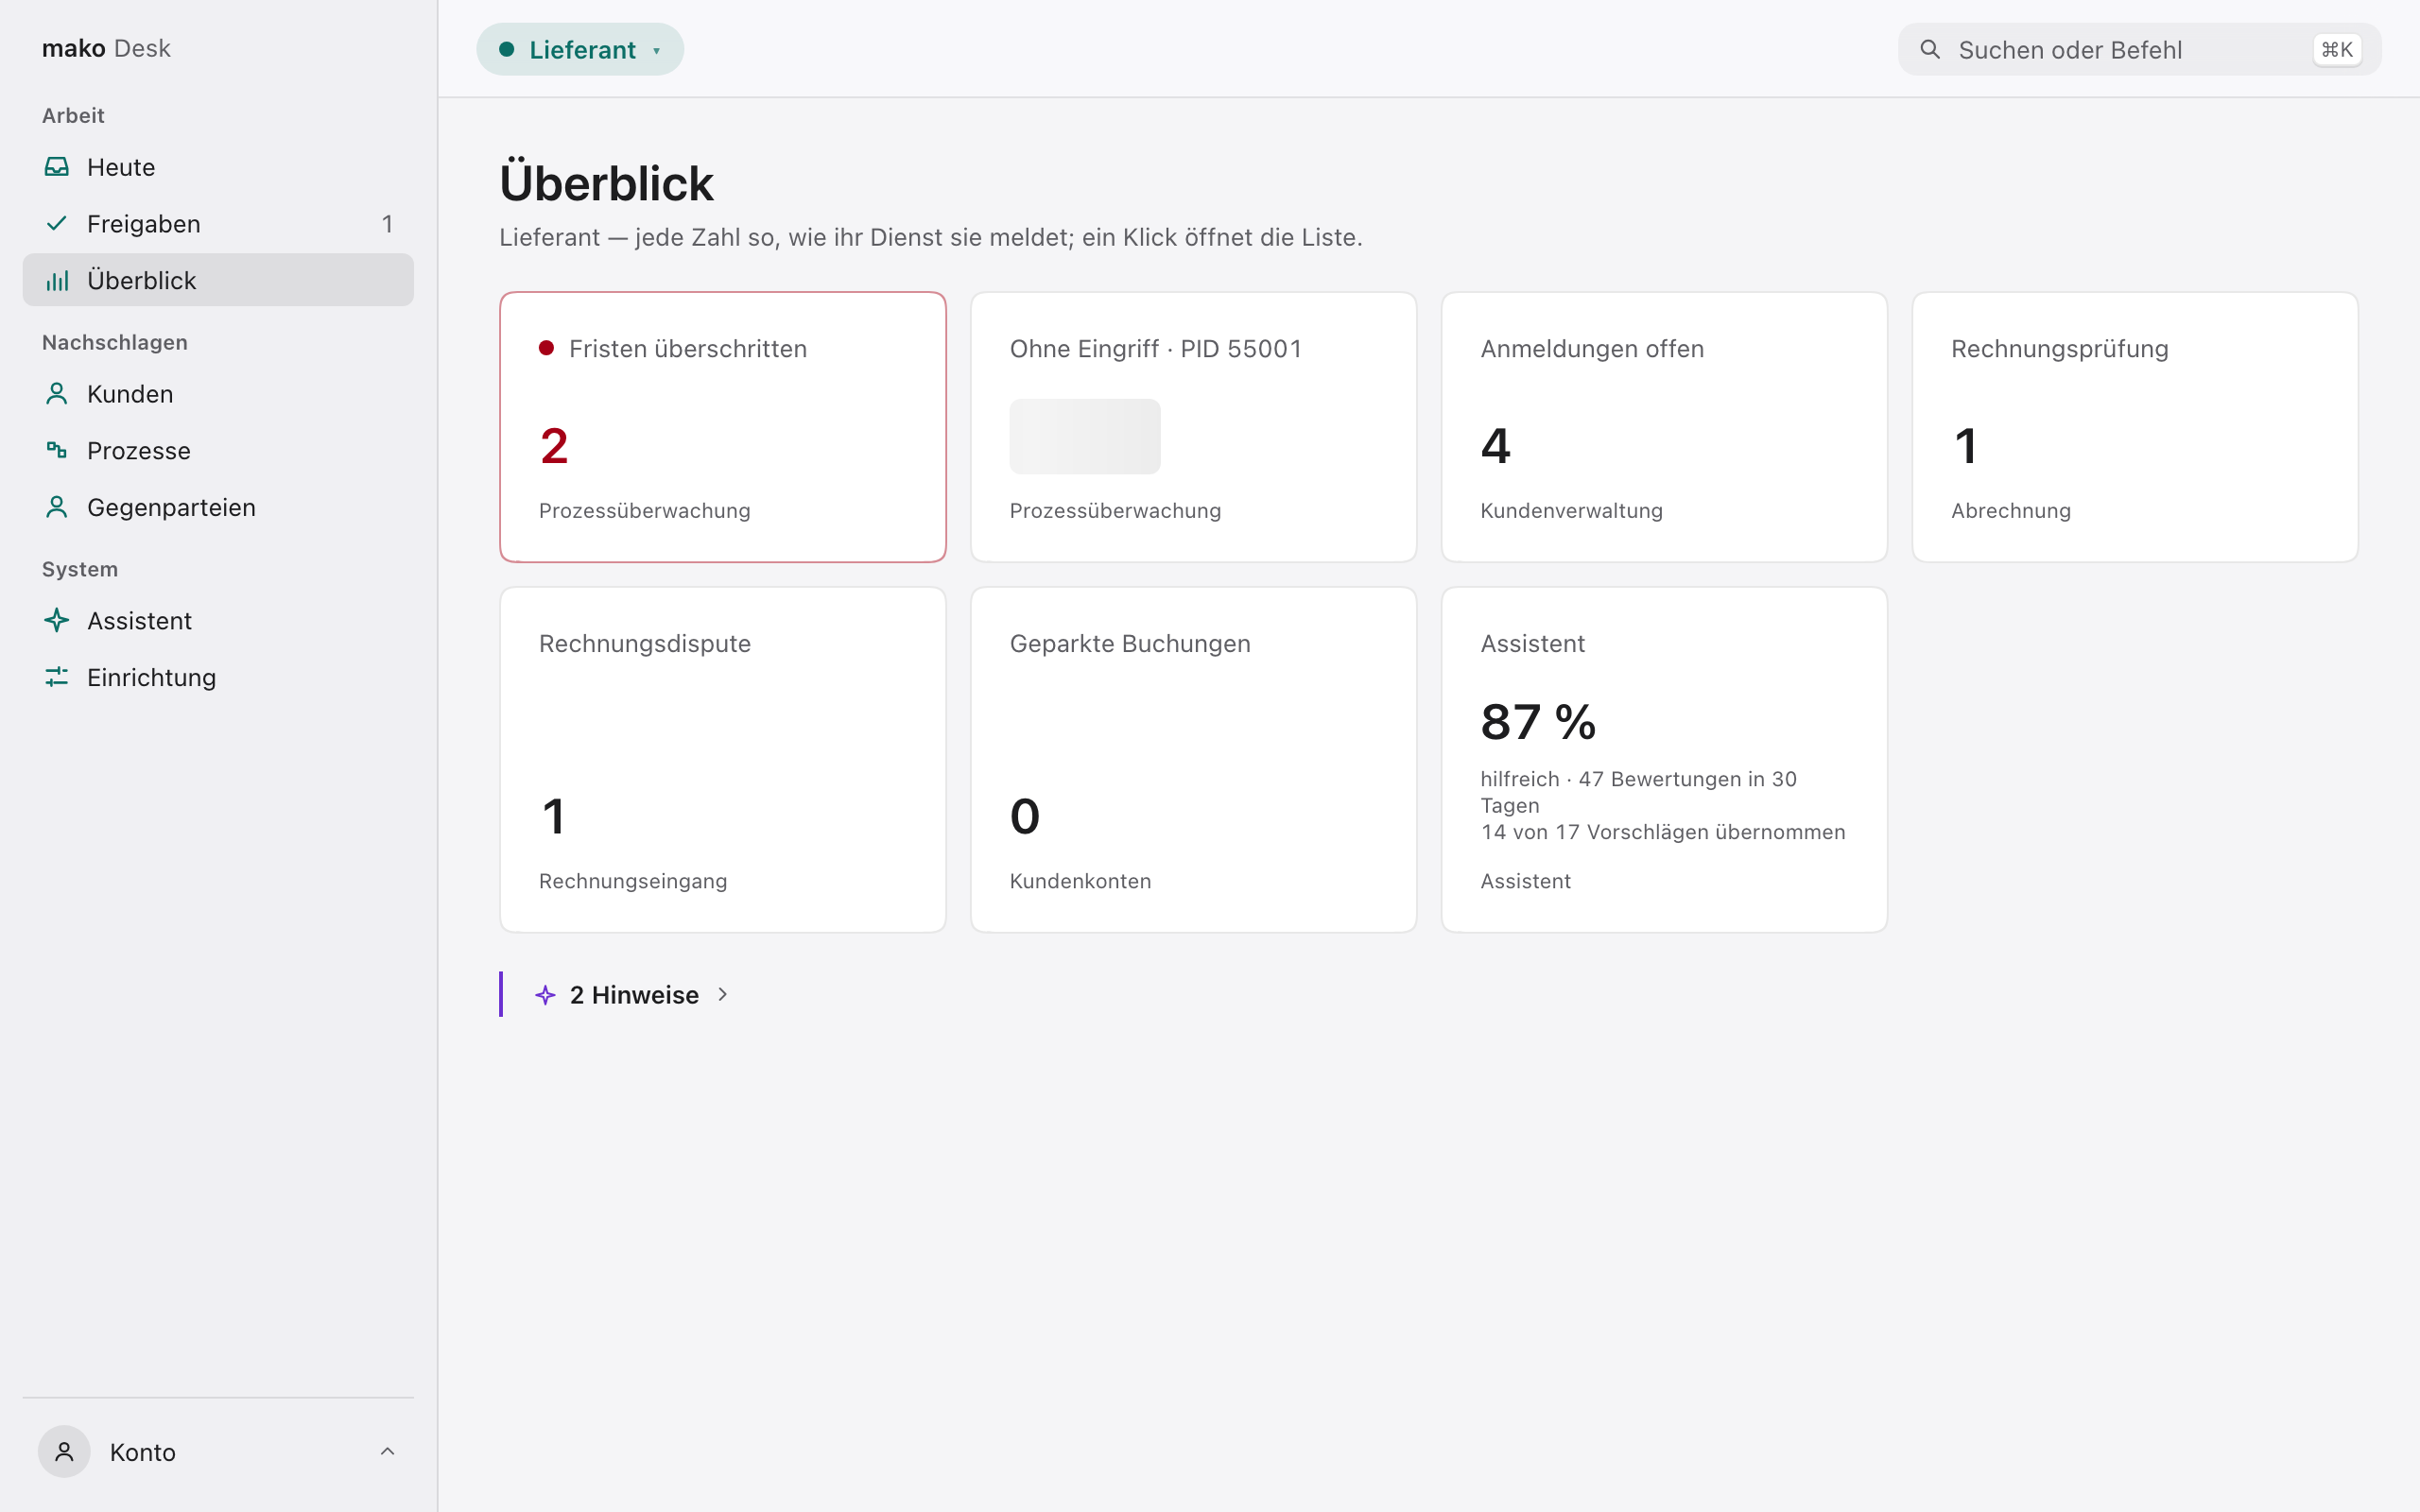 mako Desk
Arbeit
Heute
Freigaben 1
Überblick
Nachschlagen
Kunden
Prozesse
Gegenparteien
System
Assistent
Einrichtung
Konto
Lieferant
Suchen oder Befehl ⌘K
Überblick
Lieferant — jede Zahl so, wie ihr Dienst sie meldet; ein Klick öffnet die Liste.
Fristen überschritten
2
Prozessüberwachung
Ohne Eingriff · PID 55001
Prozessüberwachung
Anmeldungen offen
4
Kundenverwaltung
Rechnungsprüfung
1
Abrechnung
Rechnungsdispute
1
Rechnungseingang
Geparkte Buchungen
0
Kundenkonten
Assistent
87 %
hilfreich · 47 Bewertungen in 30
Tagen
14 von 17 Vorschlägen übernommen
Assistent
2 Hinweise